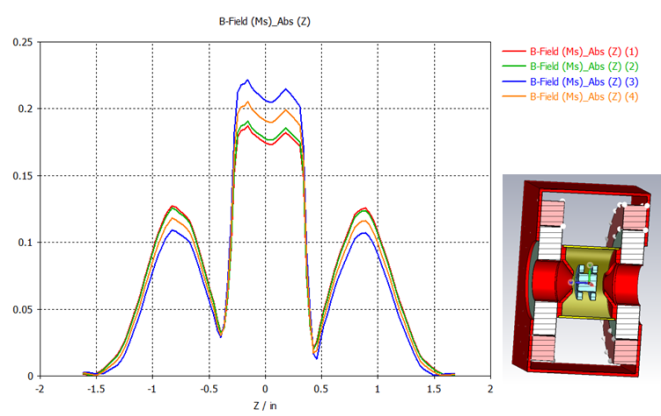 B-Field (Ms)_Abs (Z)
0.25
0.2
0.15
0.1
0.05
0
-2
-1.5
-1
-0.5
0
0.5
1
1.5
2
Z / in
B-Field (Ms)_Abs (Z) (1)
B-Field (Ms)_Abs (Z) (2)
B-Field (Ms)_Abs (Z) (3)
B-Field (Ms)_Abs (Z) (4)